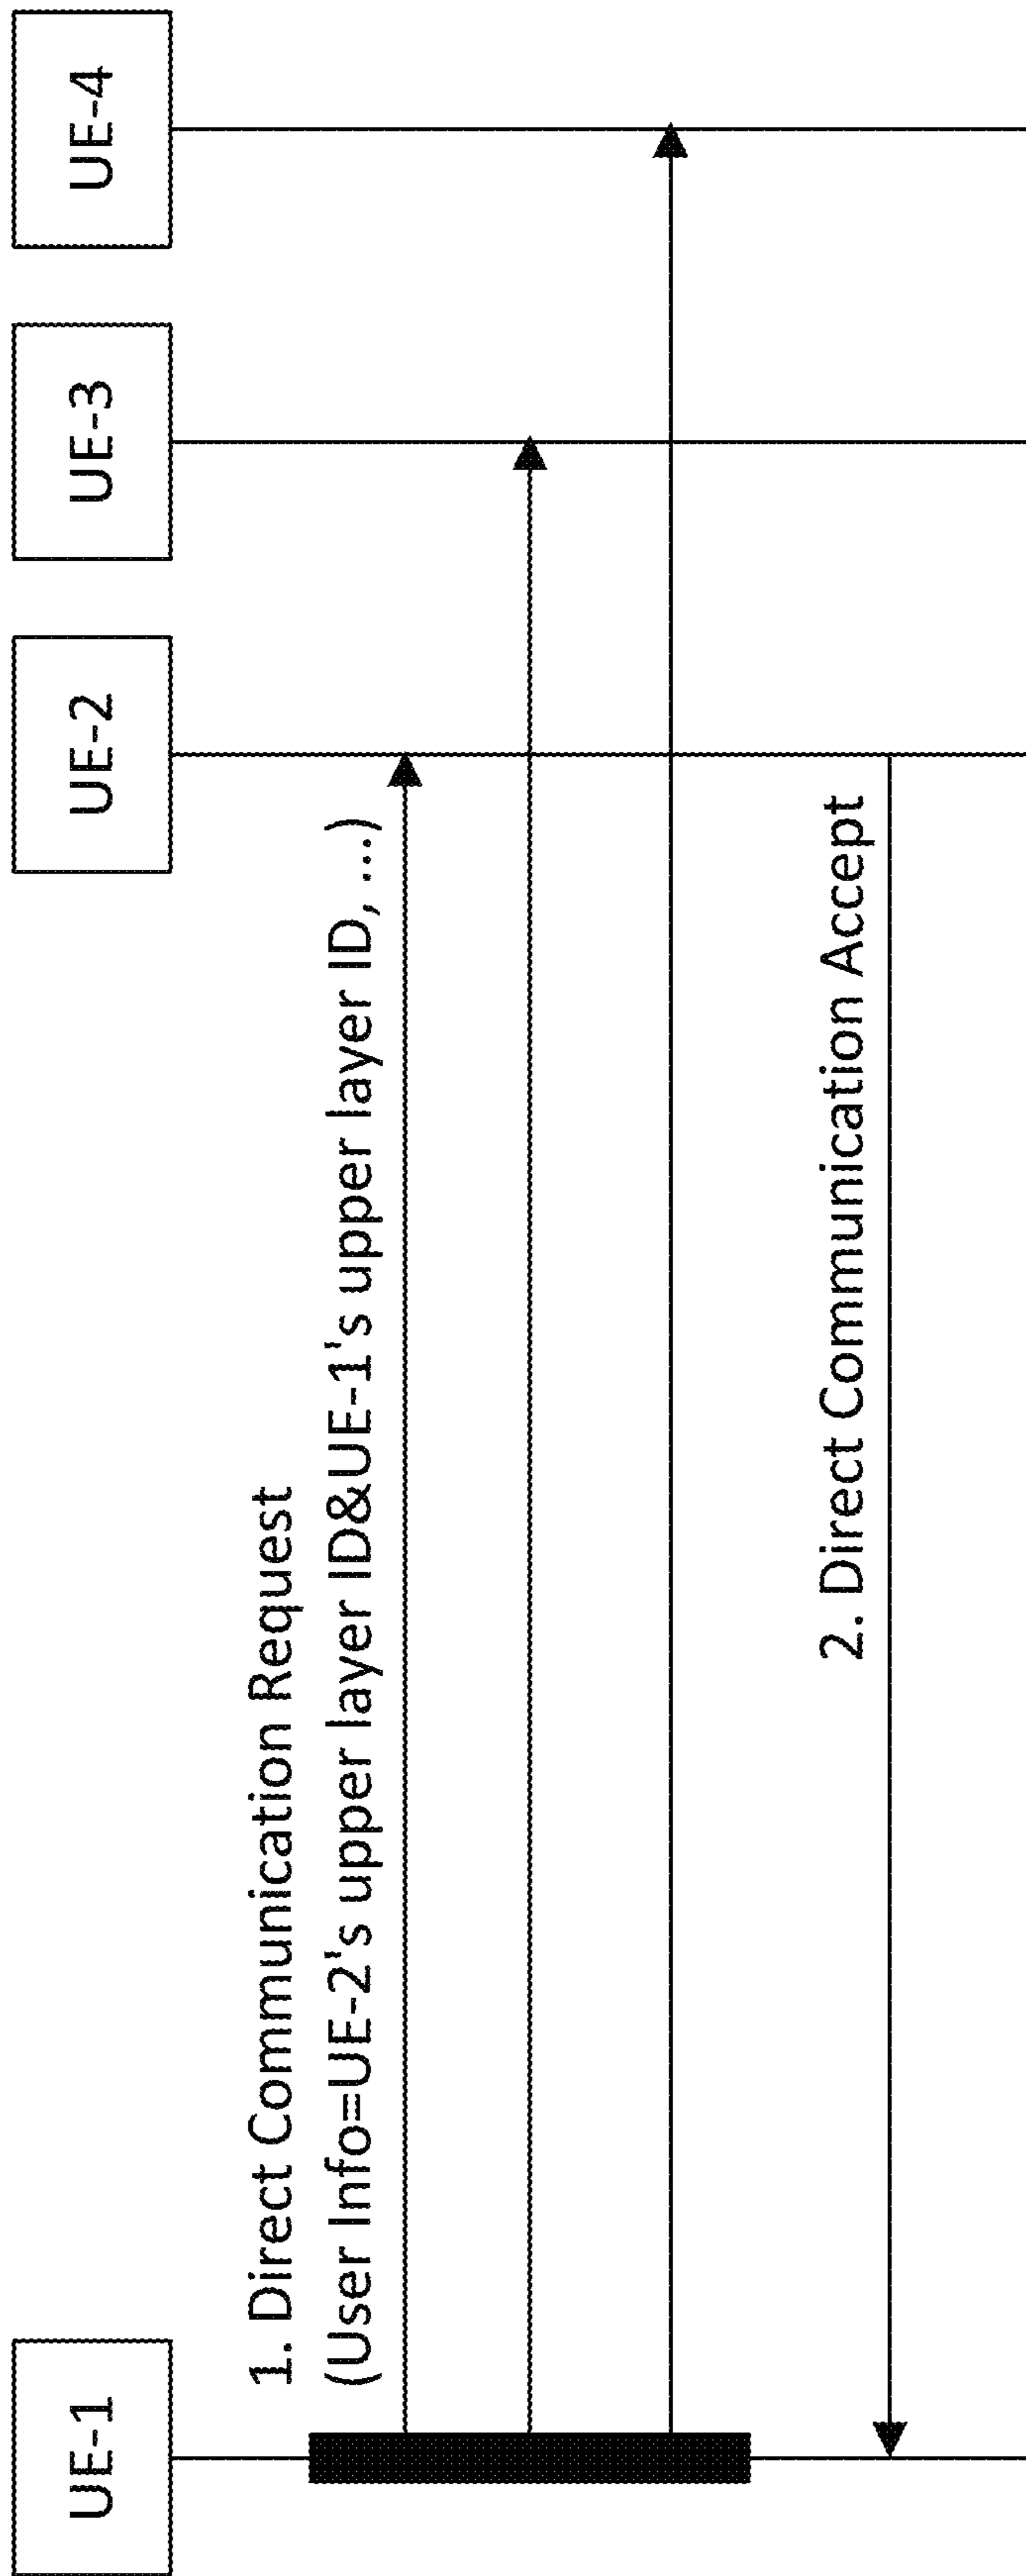 UE-1
UE-2
UE-3
UE-4
1. Direct Communication Request
(User Info=UE-2's upper layer ID&UE-1's upper layer ID, ...)
2. Direct Communication Accept